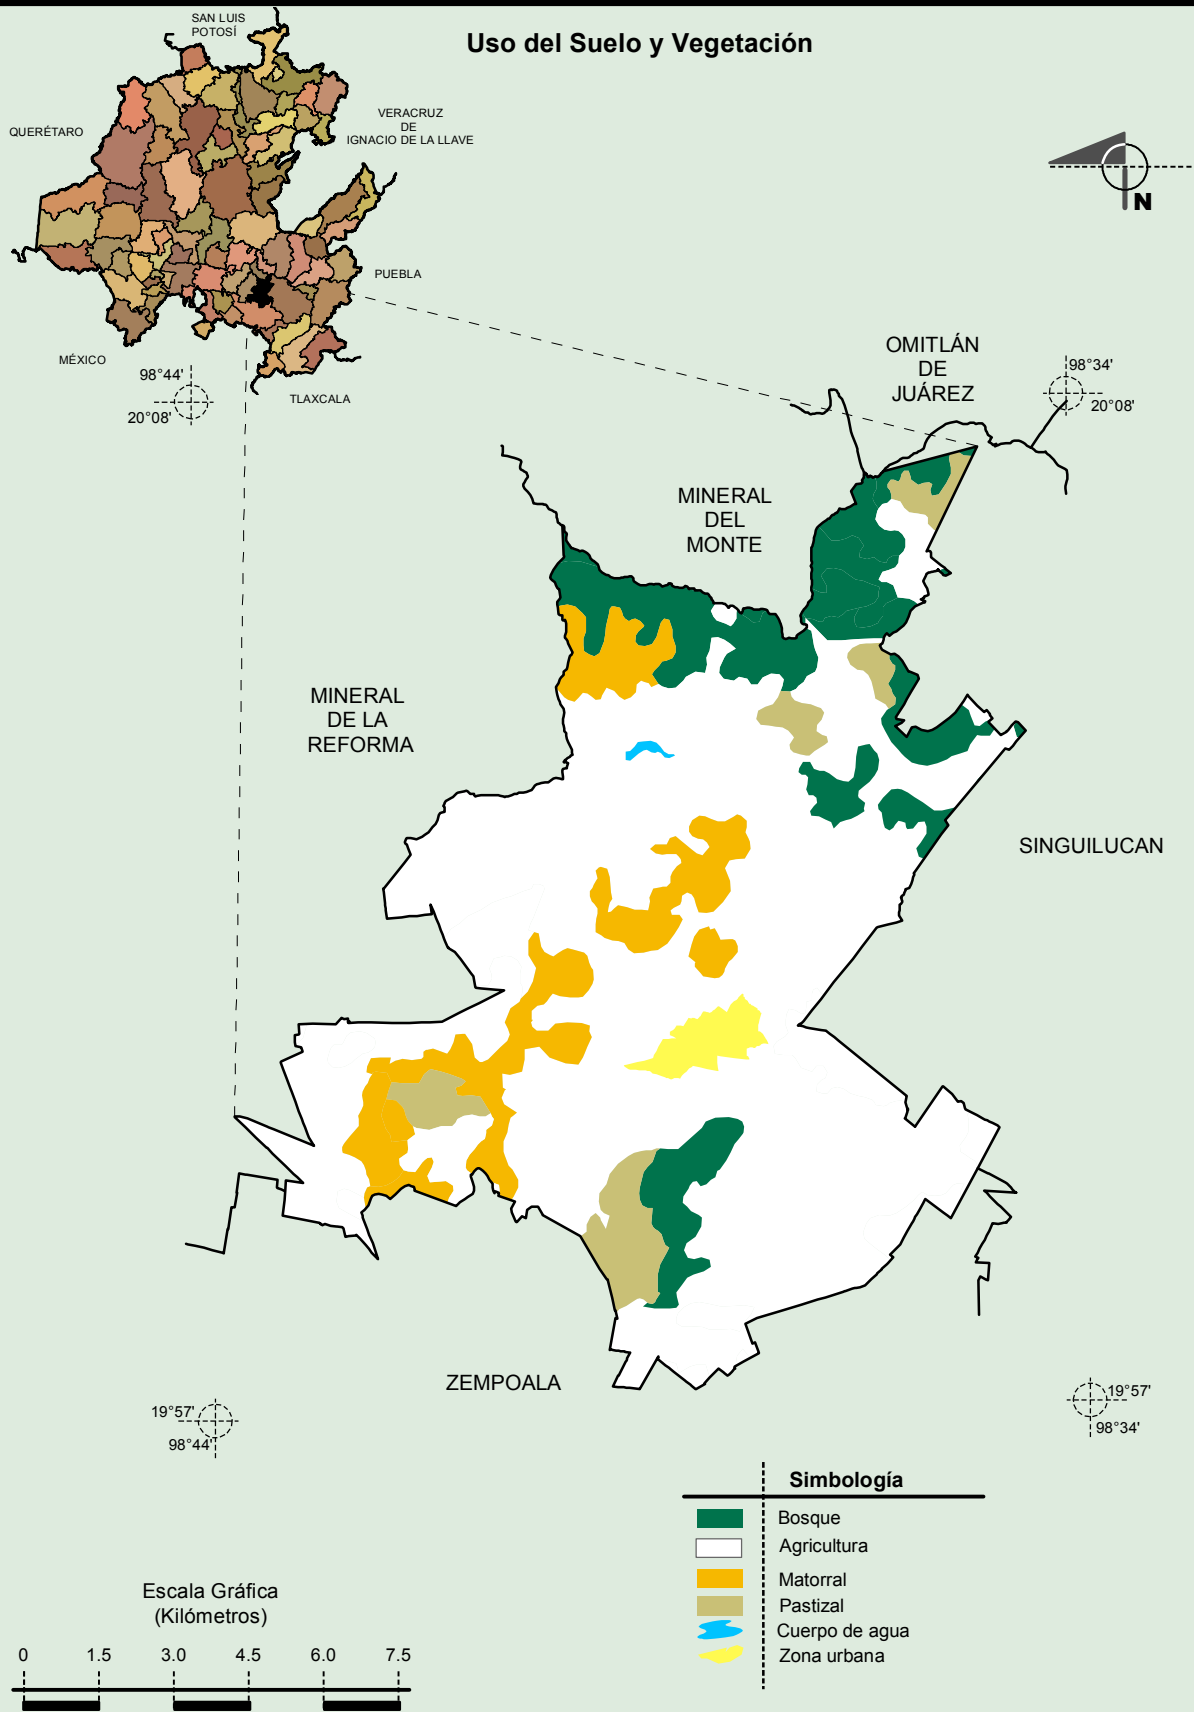 Uso del Suelo y Vegetación
SAN LUIS
POTOSÍ
QUERÉTARO
VERACRUZ
DE
IGNACIO DE LA LLAVE
PUEBLA
MÉXICO
TLAXCALA
N
98°44'
20°08'
98°34'
20°08'
OMITLÁN
DE
JUÁREZ
MINERAL
DEL
MONTE
MINERAL
DE LA
REFORMA
SINGUILUCAN
ZEMPOALA
19°57'
98°44'
19°57'
98°34'
Simbología
Bosque
Agricultura
Matorral
Pastizal
Cuerpo de agua
Zona urbana
Escala Gráfica
(Kilómetros)
0 1.5 3.0 4.5 6.0 7.5